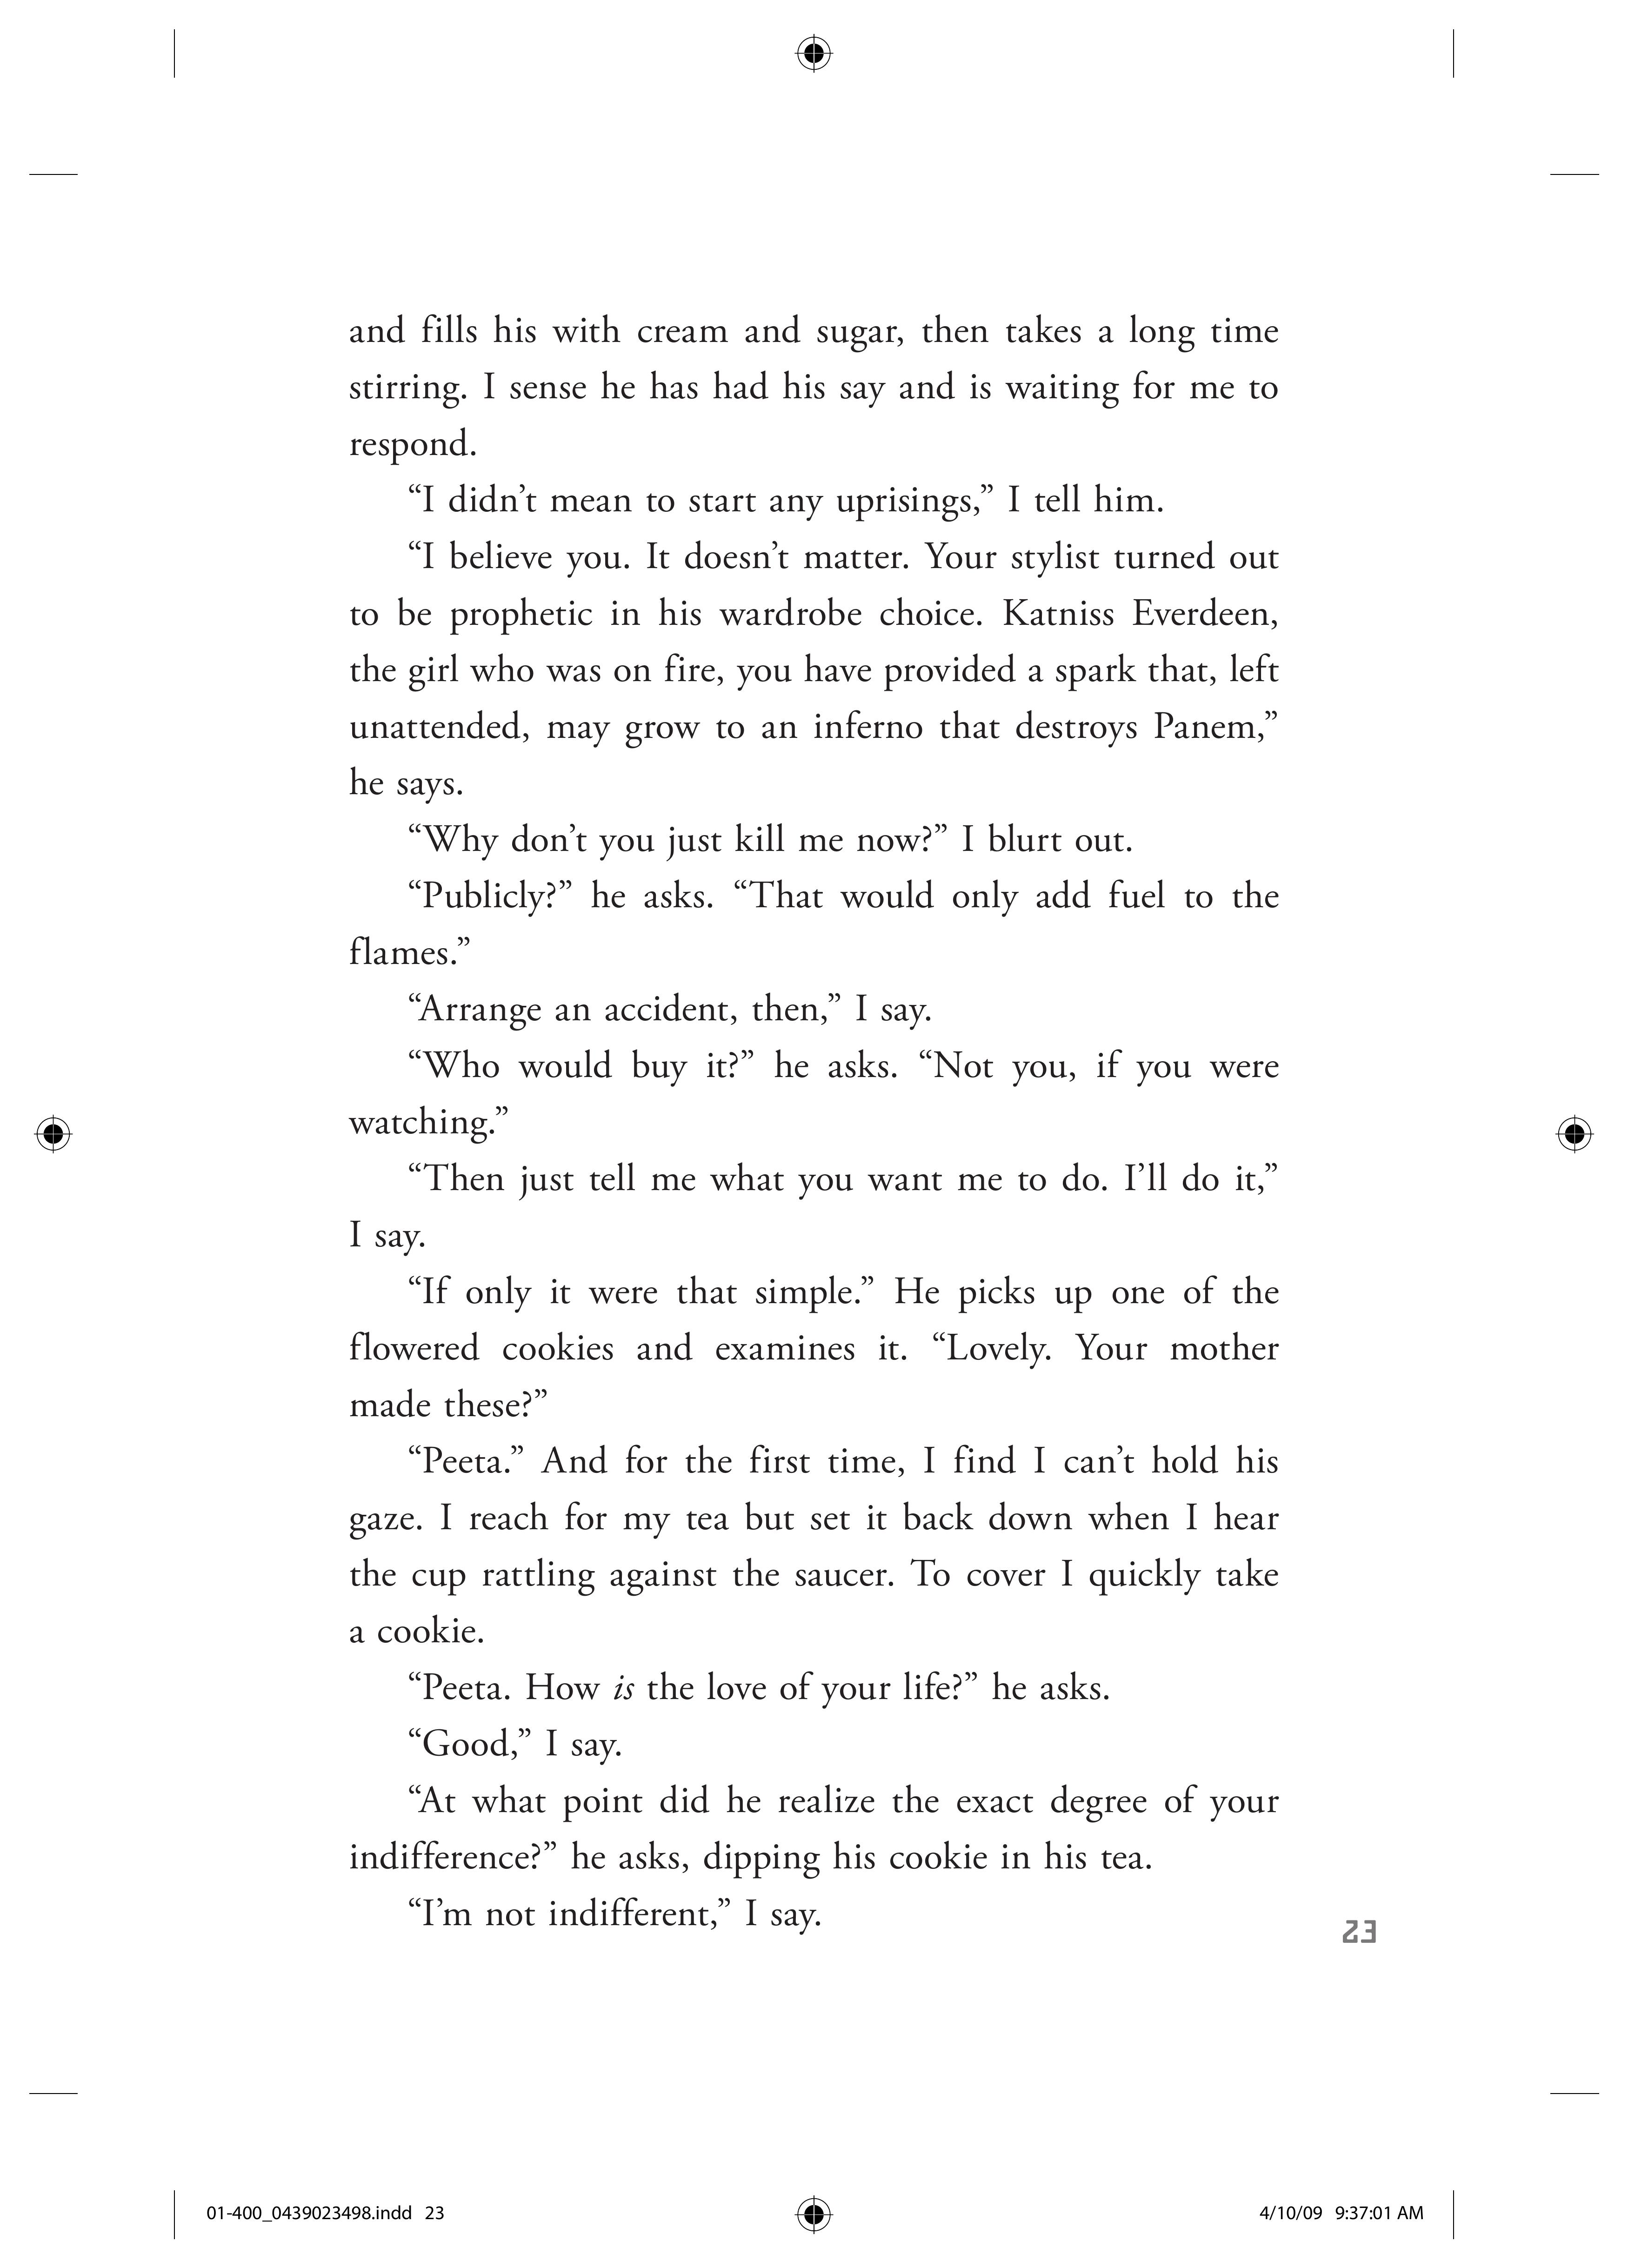 and fills his with cream and sugar, then takes a long time
stirring. I sense he has had his say and is waiting for me to
respond.
“I didn’t mean to start any uprisings,” I tell him.
“I believe you. It doesn’t matter. Your stylist turned out
to be prophetic in his wardrobe choice. Katniss Everdeen,
the girl who was on fire, you have provided a spark that, left
unattended, may grow to an inferno that destroys Panem,”
he says.
“Why don’t you just kill me now?” I blurt out.
“Publicly?” he asks. “That would only add fuel to the
flames.”
“Arrange an accident, then,” I say.
“Who would buy it?” he asks. “Not you, if you were
watching.”
“Then just tell me what you want me to do. I’ll do it,”
I say.
“If only it were that simple.” He picks up one of the
flowered cookies and examines it. “Lovely. Your mother
made these?”
“Peeta.” And for the first time, I find I can’t hold his
gaze. I reach for my tea but set it back down when I hear
the cup rattling against the saucer. To cover I quickly take
a cookie.
“Peeta. How is the love of your life?” he asks.
“Good,” I say.
“At what point did he realize the exact degree of your
indifference?” he asks, dipping his cookie in his tea.
“I’m not indifferent,” I say.
23
01-400_0439023498.indd 23
4/10/09 9:37:01 AM